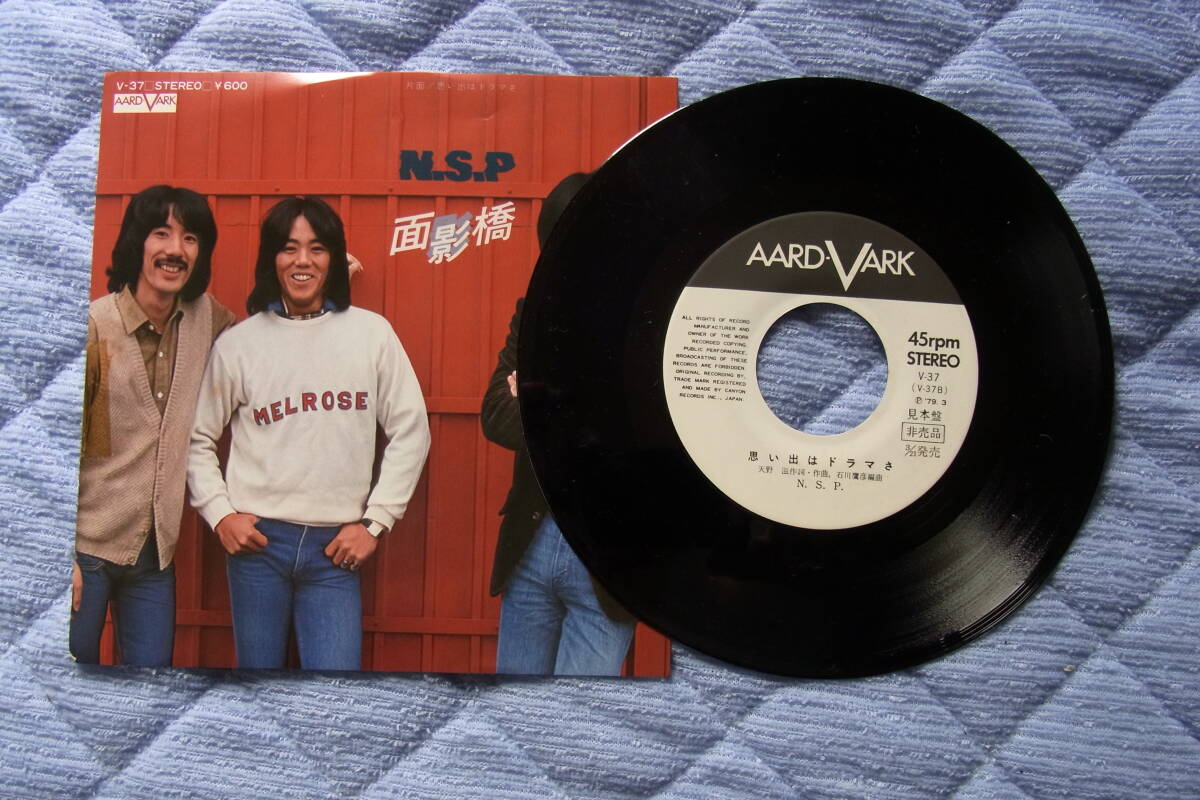 V-37□STEREO□¥600
AARDVARK
片面/思い出はドラマさ
N.S.P
面影橋
MELROSE
AARD-VARK
ALL RIGHTS OF RECORD
MANUFACTURER AND
OWNER OF THE WORK
RECORDED COPYING.
PUBLIC PERFORMANCE,
BROADCASTING OF THESE
RECORDS ARE FORBIDDEN.
ORIGINAL RECORDING BY,
TRADE MARK REGISTERED
AND MADE BY CANYON
RECORDS INC., JAPAN.
45rpm
STEREO
V-37
(V-37B)
Ⓟ'79.3
見本盤
非売品
3/21発売
思い出はドラマさ
天野 滋作詞・作曲, 石川鷹彦編曲
N. S. P.